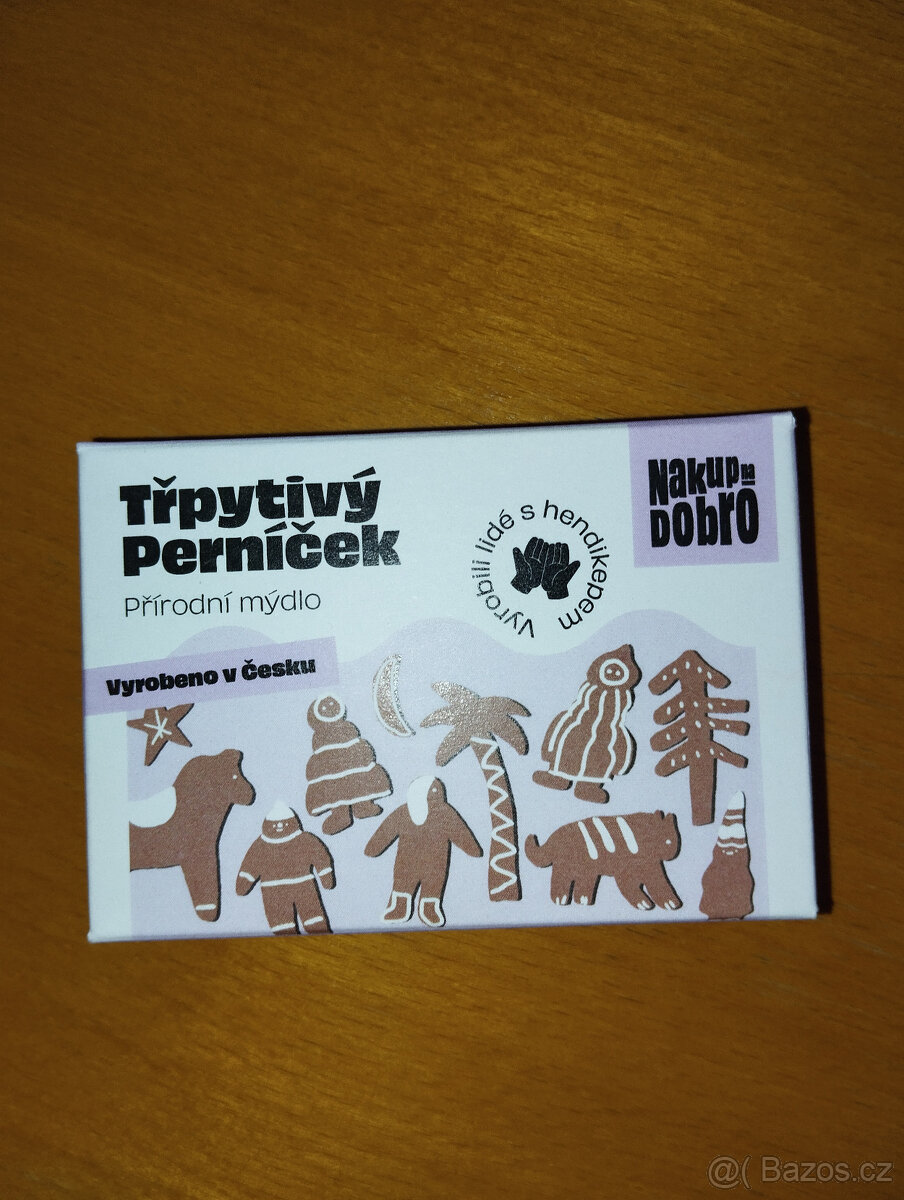 Třpytivý
Perníček
Přírodní mýdlo
Vyrobeno v Česku
Vyrobili lidé s hendikepem
Nakup na
Dobro
@( Bazos.cz